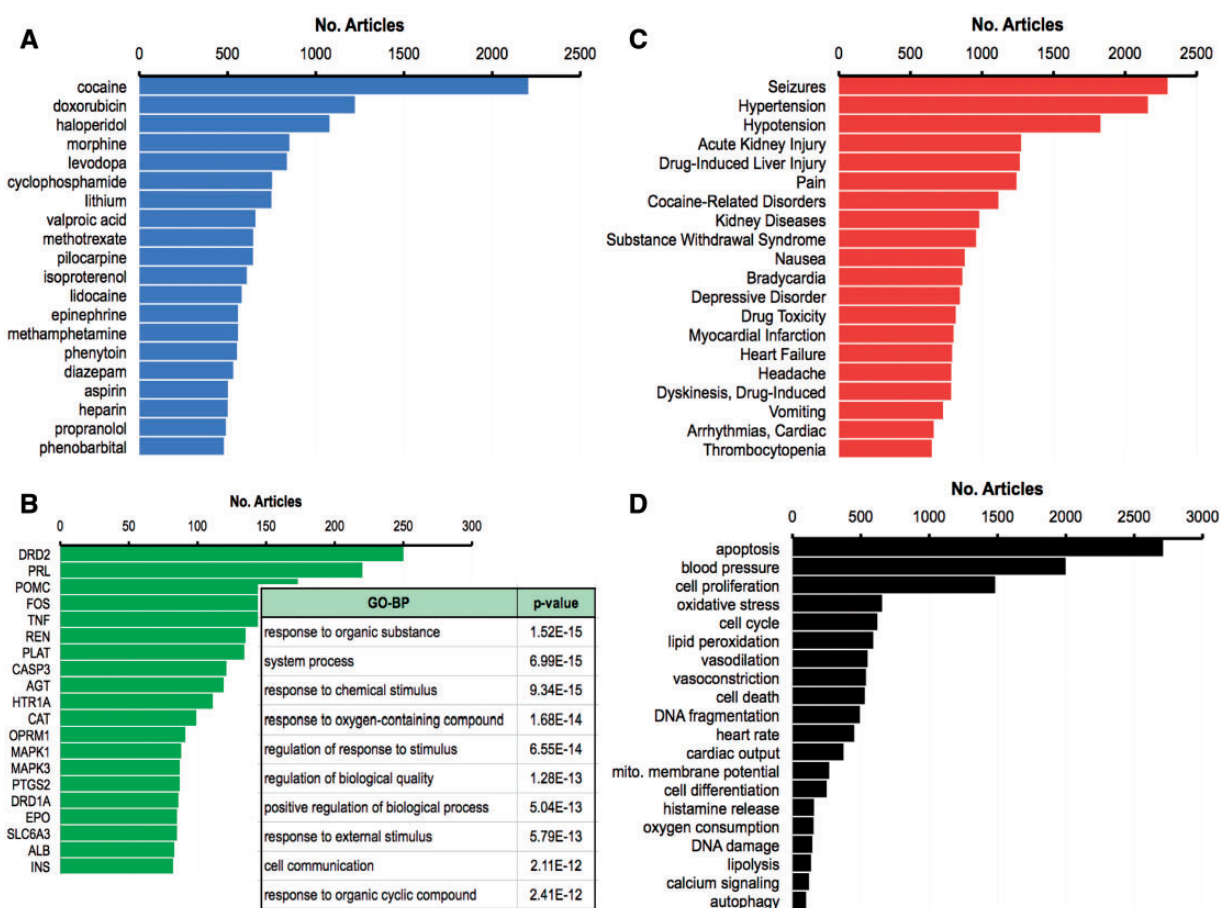 A
No. Articles
0 500 1000 1500 2000 2500
cocaine
doxorubicin
haloperidol
morphine
levodopa
cyclophosphamide
lithium
valproic acid
methotrexate
pilocarpine
isoproterenol
lidocaine
epinephrine
methamphetamine
phenytoin
diazepam
aspirin
heparin
propranolol
phenobarbital
C
No. Articles
0 500 1000 1500 2000 2500
Seizures
Hypertension
Hypotension
Acute Kidney Injury
Drug-Induced Liver Injury
Pain
Cocaine-Related Disorders
Kidney Diseases
Substance Withdrawal Syndrome
Nausea
Bradycardia
Depressive Disorder
Drug Toxicity
Myocardial Infarction
Heart Failure
Headache
Dyskinesis, Drug-Induced
Vomiting
Arrhythmias, Cardiac
Thrombocytopenia
B
No. Articles
0 50 100 150 200 250 300
DRD2
PRL
POMC
FOS
TNF
REN
PLAT
CASP3
AGT
HTR1A
CAT
OPRM1
MAPK1
MAPK3
PTGS2
DRD1A
EPO
SLC6A3
ALB
INS
GO-BP p-value
response to organic substance 1.52E-15
system process 6.99E-15
response to chemical stimulus 9.34E-15
response to oxygen-containing compound 1.68E-14
regulation of response to stimulus 6.55E-14
regulation of biological quality 1.28E-13
positive regulation of biological process 5.04E-13
response to external stimulus 5.79E-13
cell communication 2.11E-12
response to organic cyclic compound 2.41E-12
D
No. Articles
0 500 1000 1500 2000 2500 3000
apoptosis
blood pressure
cell proliferation
oxidative stress
cell cycle
lipid peroxidation
vasodilation
vasoconstriction
cell death
DNA fragmentation
heart rate
cardiac output
mito. membrane potential
cell differentiation
histamine release
oxygen consumption
DNA damage
lipolysis
calcium signaling
autophagy